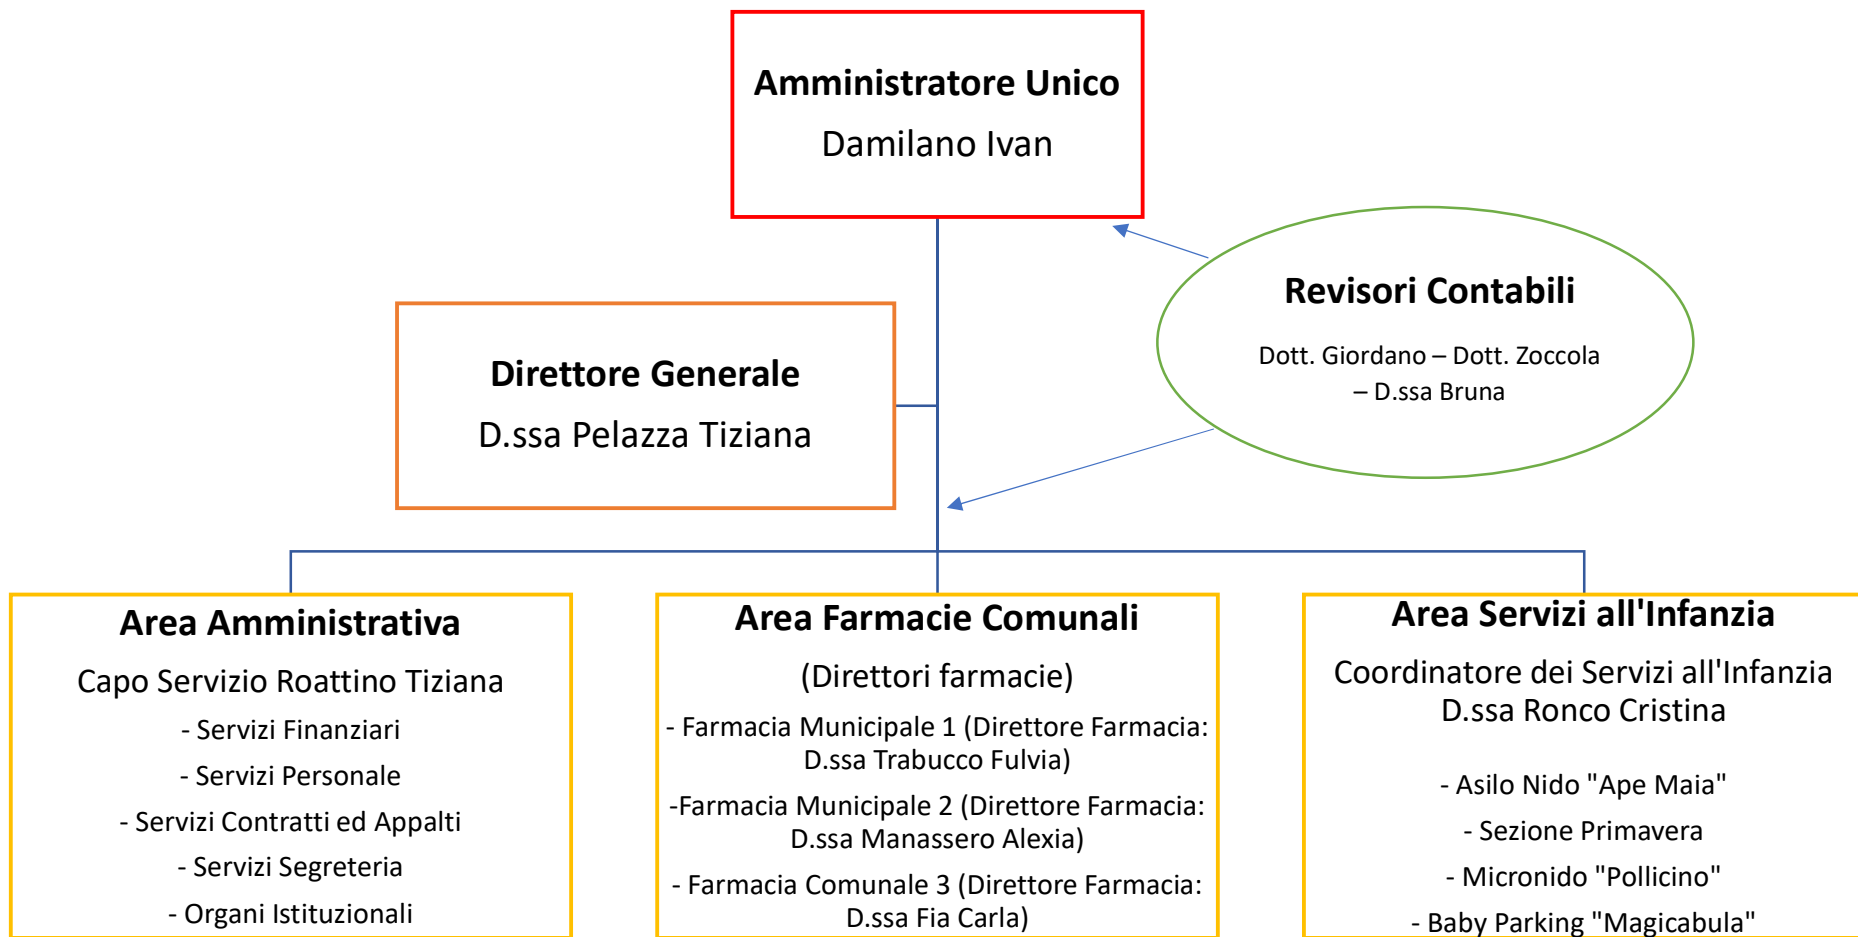 Amministratore Unico
Damilano Ivan
Revisori Contabili
Dott. Giordano – Dott. Zoccola
– D.ssa Bruna
Direttore Generale
D.ssa Pelazza Tiziana
Area Amministrativa
Capo Servizio Roattino Tiziana
- Servizi Finanziari
- Servizi Personale
- Servizi Contratti ed Appalti
- Servizi Segreteria
- Organi Istituzionali
Area Farmacie Comunali
(Direttori farmacie)
- Farmacia Municipale 1 (Direttore Farmacia:
D.ssa Trabucco Fulvia)
-Farmacia Municipale 2 (Direttore Farmacia:
D.ssa Manassero Alexia)
- Farmacia Comunale 3 (Direttore Farmacia:
D.ssa Fia Carla)
Area Servizi all'Infanzia
Coordinatore dei Servizi all'Infanzia
D.ssa Ronco Cristina
- Asilo Nido "Ape Maia"
- Sezione Primavera
- Micronido "Pollicino"
- Baby Parking "Magicabula"